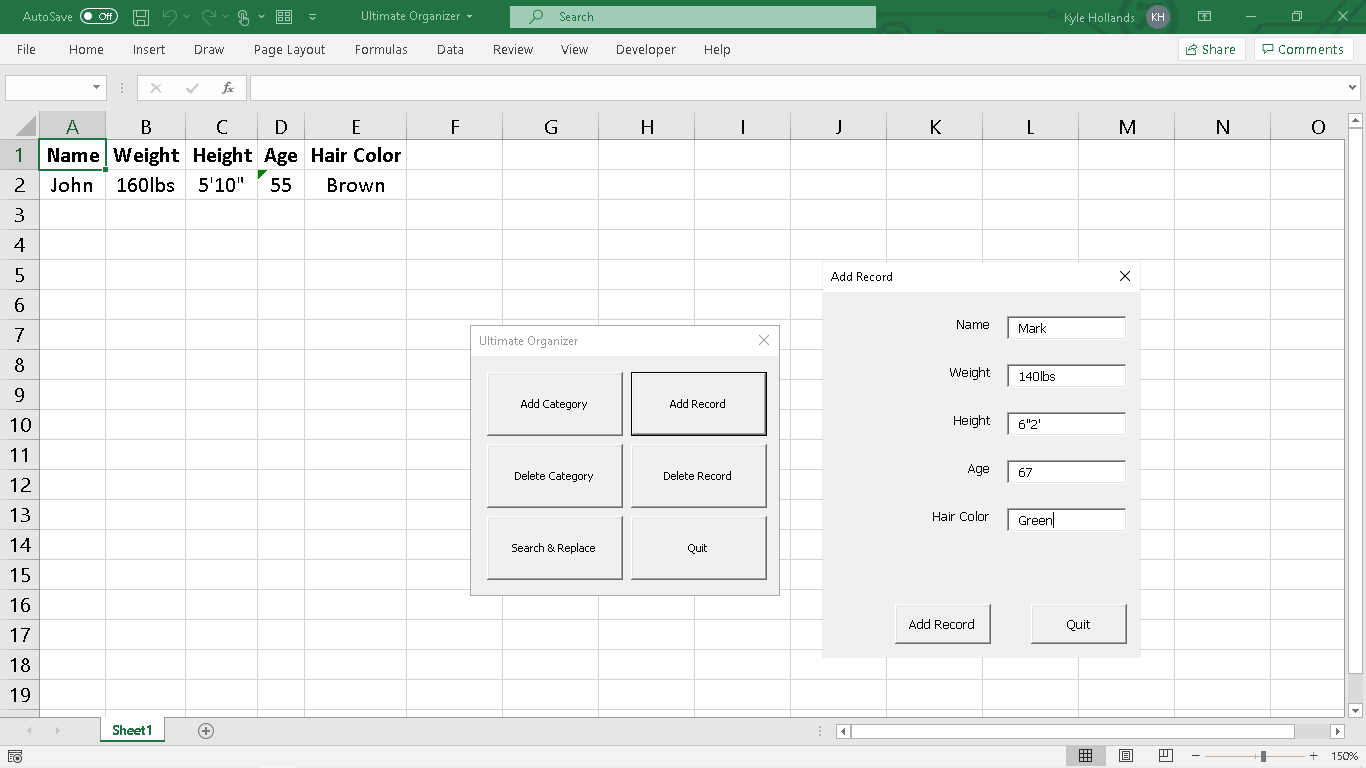 AutoSave Off Ultimate Organizer Search Kyle Hollands KH
File Home Insert Draw Page Layout Formulas Data Review View Developer Help Share Comments
fx
A B C D E F G H I J K L M N O
1 Name Weight Height Age Hair Color
2 John 160lbs 5'10" 55 Brown
3
4
5
6
7
8
9
10
11
12
13
14
15
16
17
18
19
Ultimate Organizer
Add Category Add Record
Delete Category Delete Record
Search & Replace Quit
Add Record
Name Mark
Weight 140lbs
Height 6"2'
Age 67
Hair Color Green
Add Record Quit
Sheet1
150%